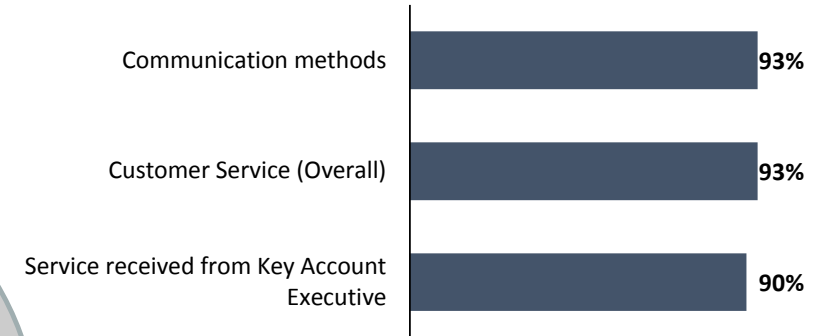 Communication methods
93%
Customer Service (Overall)
93%
Service received from Key Account
Executive
90%